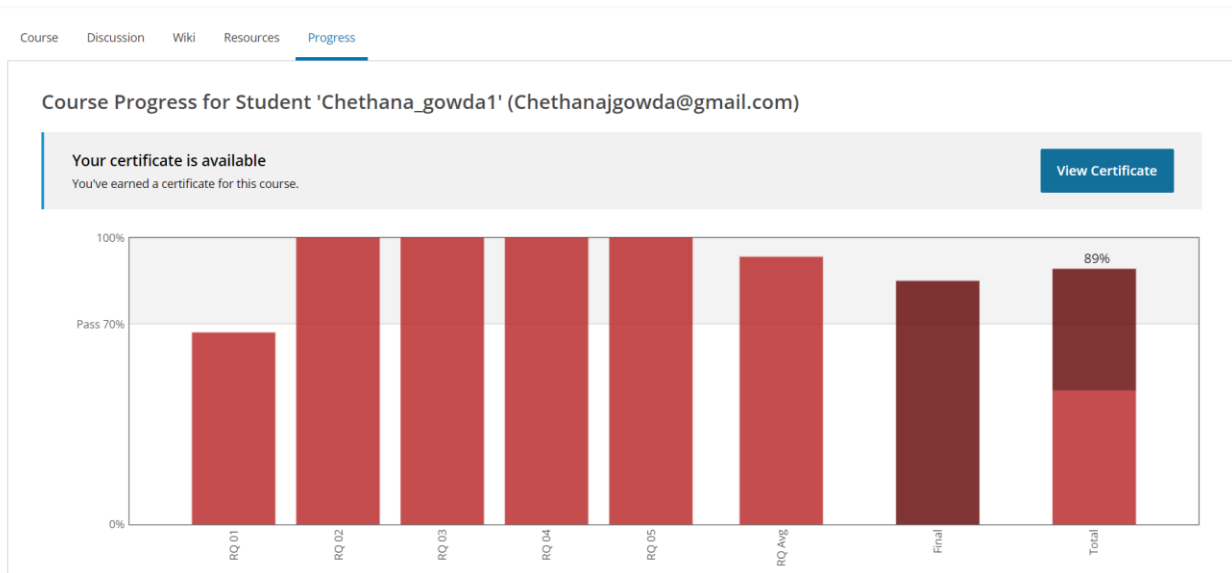 Course Discussion Wiki Resources Progress
Course Progress for Student 'Chethana_gowda1' (Chethanajgowda@gmail.com)
Your certificate is available
You've earned a certificate for this course.
View Certificate
100%
89%
Pass 70%
0%
RQ 01 RQ 02 RQ 03 RQ 04 RQ 05 RQ Avg Final Total